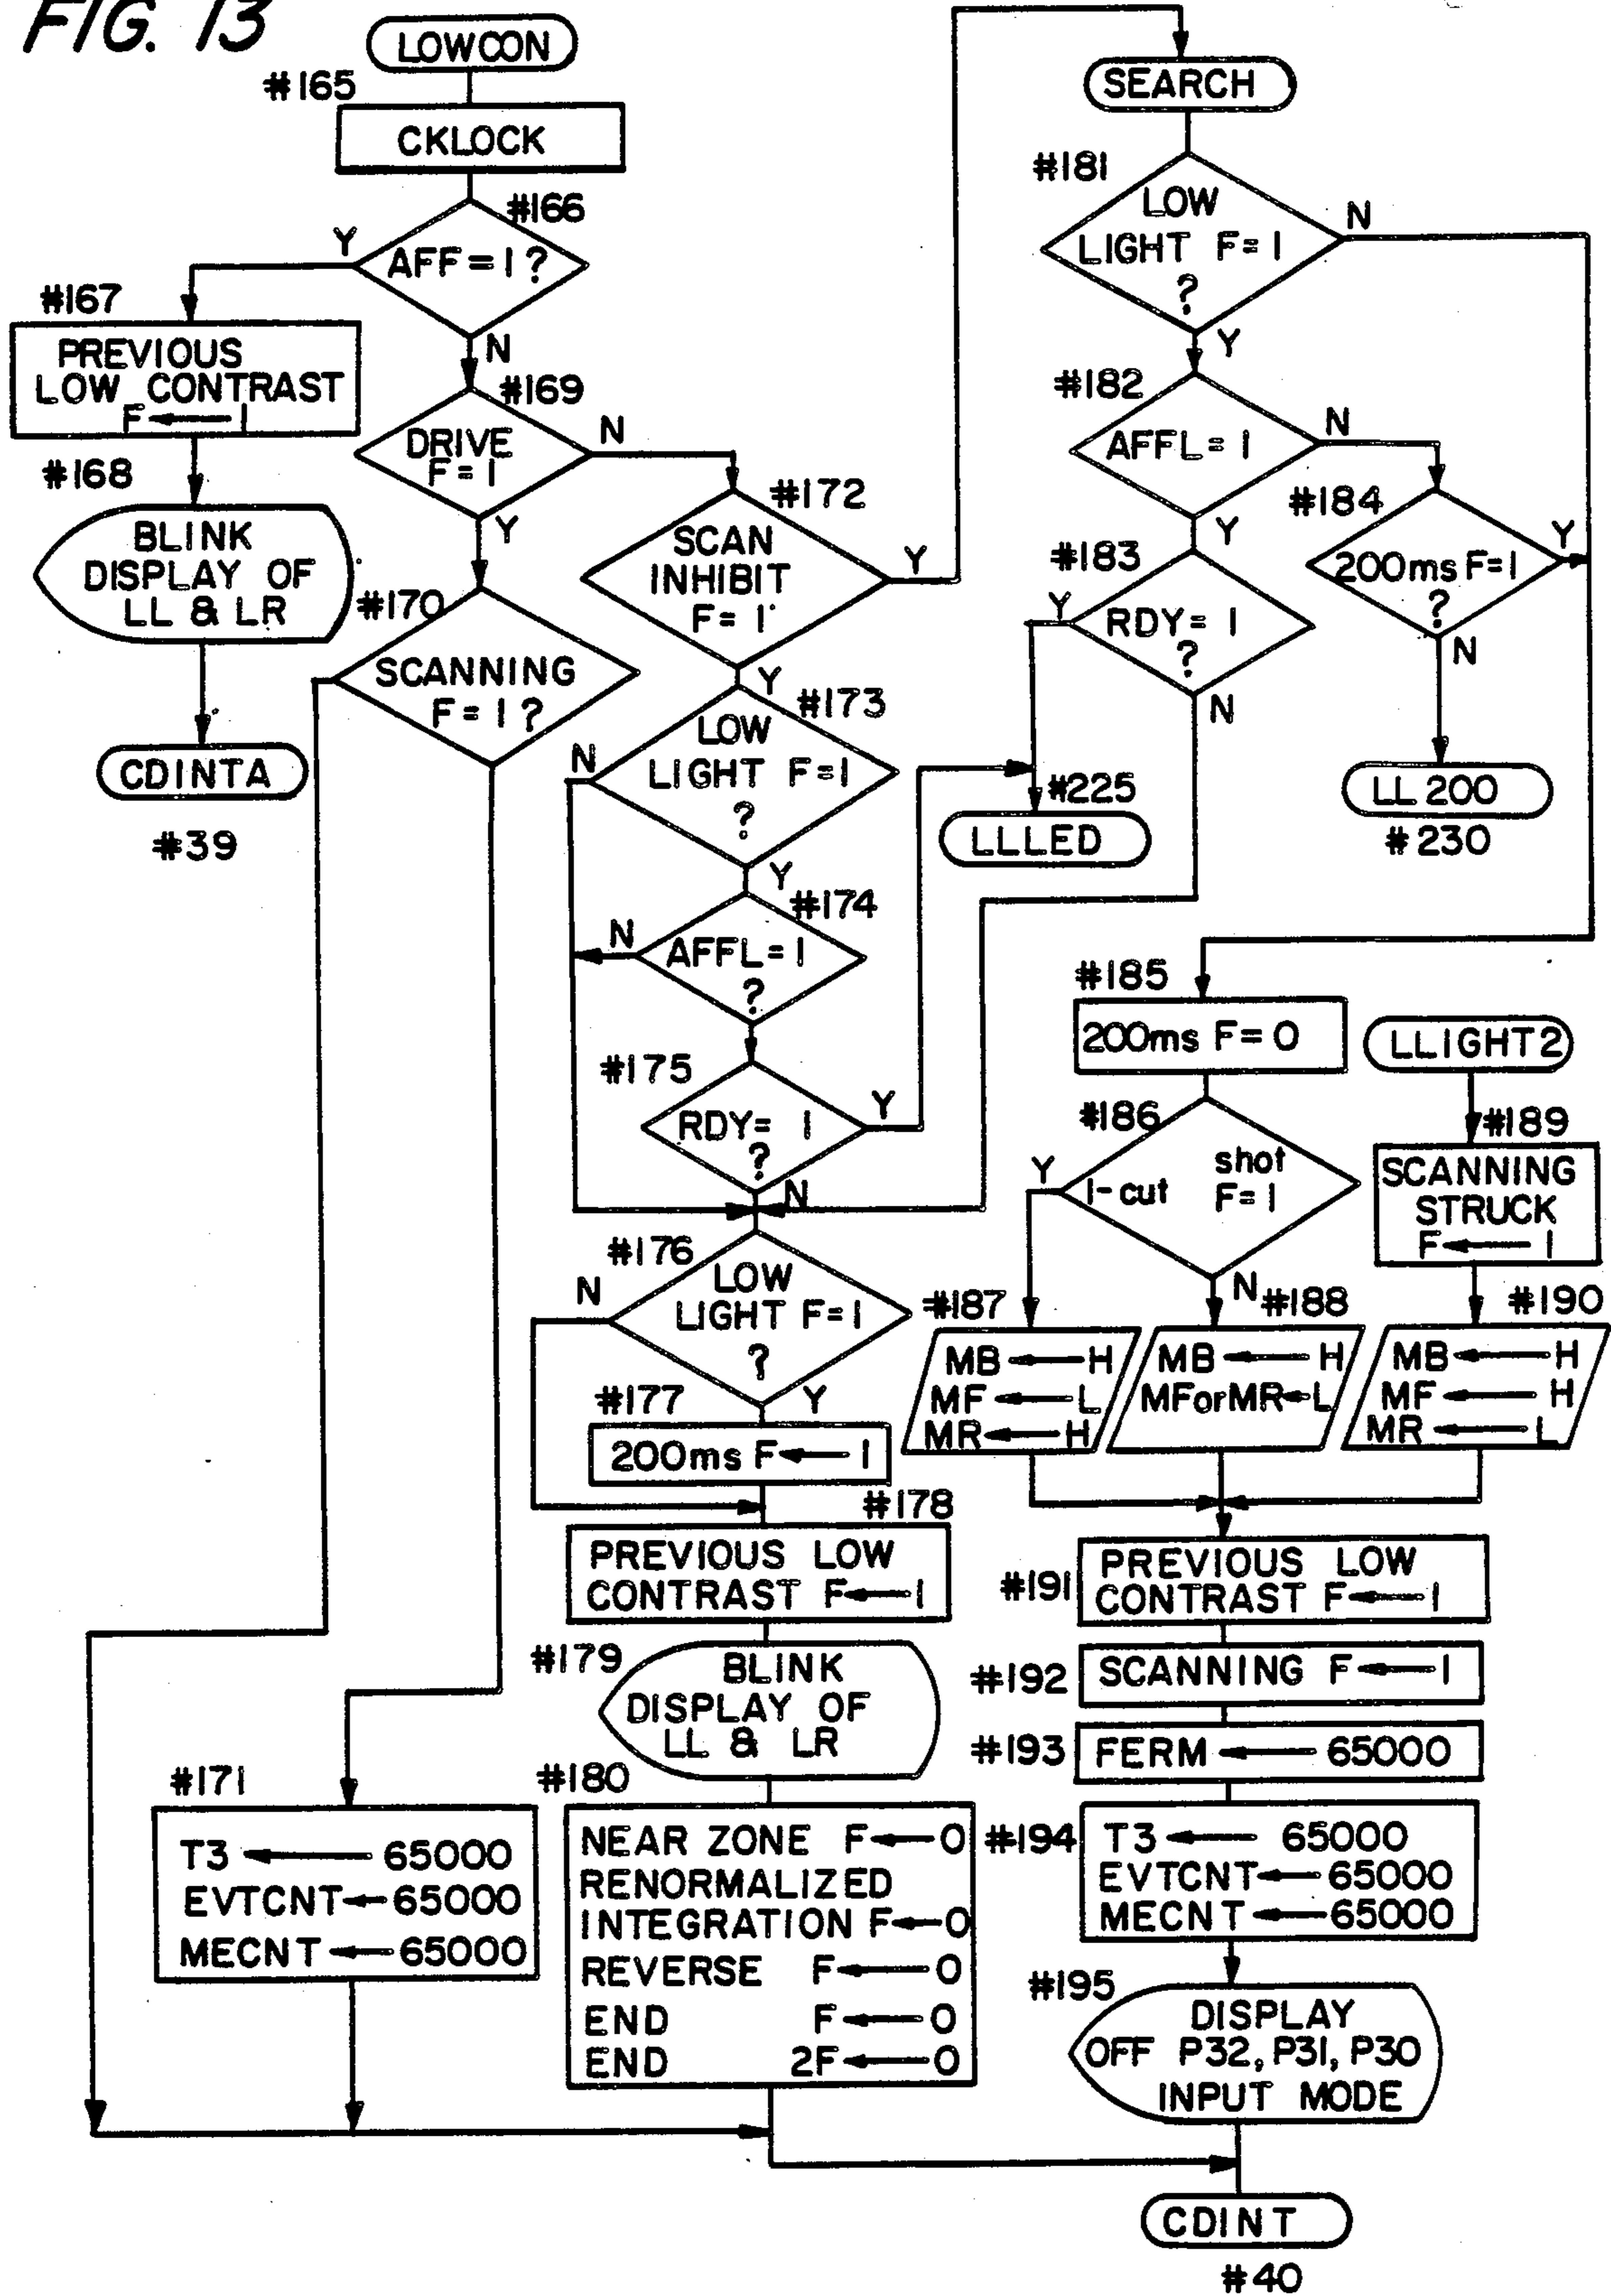 FIG. 13
LOWCON
#165
CKLOCK
#166
Y
AFF=1?
N
#167
PREVIOUS
LOW CONTRAST
F←1
#168
BLINK
DISPLAY OF
LL & LR
CDINTA
#39
#169
DRIVE
F=1
N
Y
#170
SCANNING
F=1?
#171
T3←65000
EVTCNT←65000
MECNT←65000
#172
SCAN
INHIBIT
F=1
Y
Y
#173
LOW
LIGHT F=1
?
N
Y
#174
AFFL=1
?
N
#175
RDY= 1
?
Y
N
#176
LOW
LIGHT F=1
?
N
Y
#177
200ms F←1
#178
PREVIOUS LOW
CONTRAST F←1
#179
BLINK
DISPLAY OF
LL & LR
#180
NEAR ZONE F←0
RENORMALIZED
INTEGRATION F←0
REVERSE F←0
END F←0
END 2F←0
SEARCH
#181
LOW
LIGHT F=1
?
N
Y
#182
AFFL=1
N
Y
#183
RDY= 1
?
Y
N
#184
200ms F=1
?
Y
N
LL200
#230
#225
LLLED
#185
200ms F=0
#186
shot
1-cut F=1
Y
N
#187
MB←H
MF←L
MR←H
#188
MB←H
MForMR←L
LLIGHT2
#189
SCANNING
STRUCK
F←1
#190
MB←H
MF←H
MR←L
#191
PREVIOUS LOW
CONTRAST F←1
#192
SCANNING F←1
#193
FERM←65000
#194
T3←65000
EVTCNT←65000
MECNT←65000
#195
DISPLAY
OFF P32, P31, P30
INPUT MODE
CDINT
#40